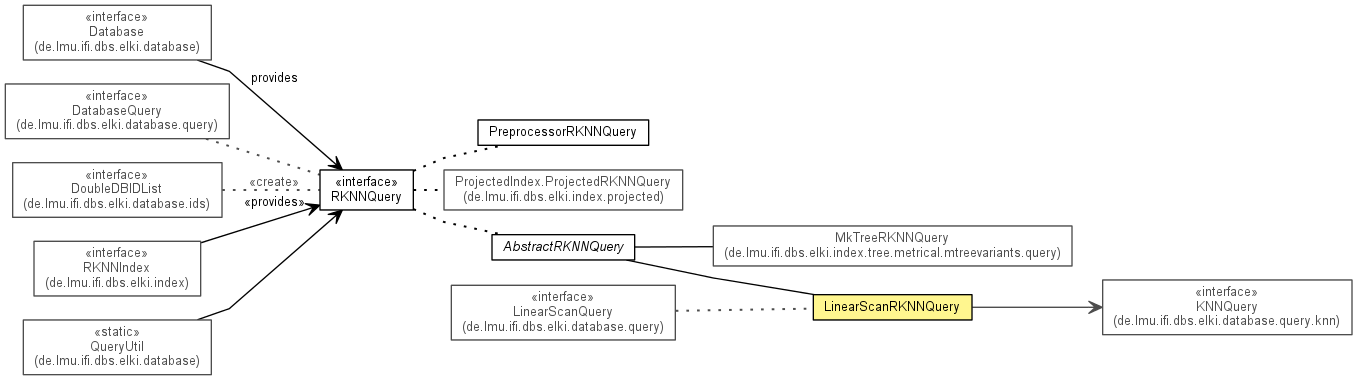 «interface»
Database
(de.lmu.ifi.dbs.elki.database)
provides
«interface»
DatabaseQuery
(de.lmu.ifi.dbs.elki.database.query)
«interface»
DoubleDBIDList
(de.lmu.ifi.dbs.elki.database.ids)
«create»
«provides»
«interface»
RKNNIndex
(de.lmu.ifi.dbs.elki.index)
«static»
QueryUtil
(de.lmu.ifi.dbs.elki.database)
«interface»
RKNNQuery
PreprocessorRKNNQuery
ProjectedIndex.ProjectedRKNNQuery
(de.lmu.ifi.dbs.elki.index.projected)
AbstractRKNNQuery
«interface»
LinearScanQuery
(de.lmu.ifi.dbs.elki.database.query)
MkTreeRKNNQuery
(de.lmu.ifi.dbs.elki.index.tree.metrical.mtreevariants.query)
LinearScanRKNNQuery
«interface»
KNNQuery
(de.lmu.ifi.dbs.elki.database.query.knn)